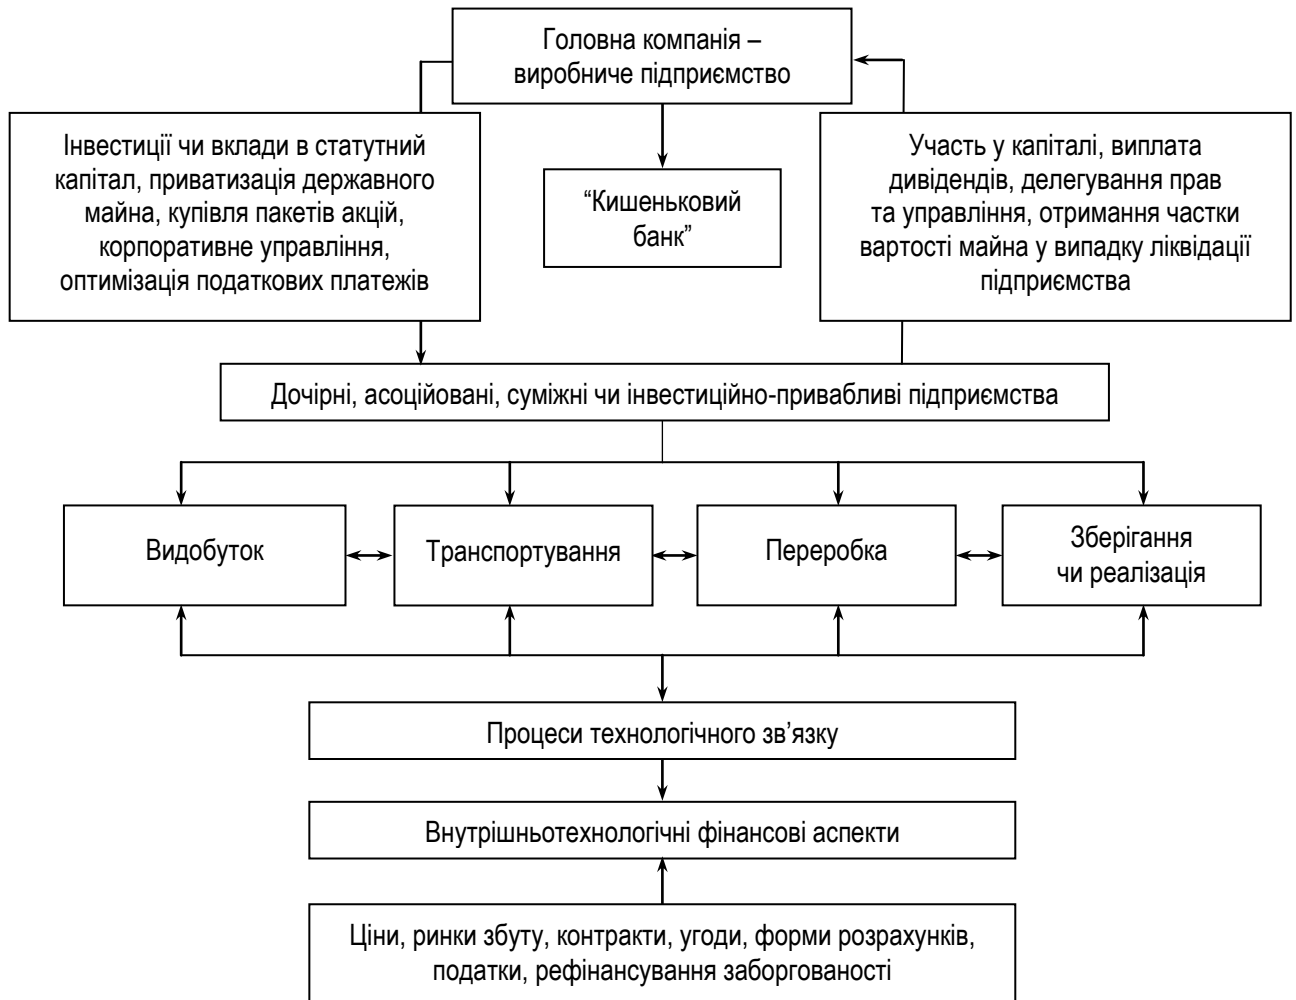 Головна компанія –
виробниче підприємство
Інвестиції чи вклади в статутний
капітал, приватизація державного
майна, купівля пакетів акцій,
корпоративне управління,
оптимізація податкових платежів
“Кишеньковий
банк”
Участь у капіталі, виплата
дивідендів, делегування прав
та управління, отримання частки
вартості майна у випадку ліквідації
підприємства
Дочірні, асоційовані, суміжні чи інвестиційно-привабливі підприємства
Видобуток
Транспортування
Переробка
Зберігання
чи реалізація
Процеси технологічного зв’язку
Внутрішньотехнологічні фінансові аспекти
Ціни, ринки збуту, контракти, угоди, форми розрахунків,
податки, рефінансування заборгованості